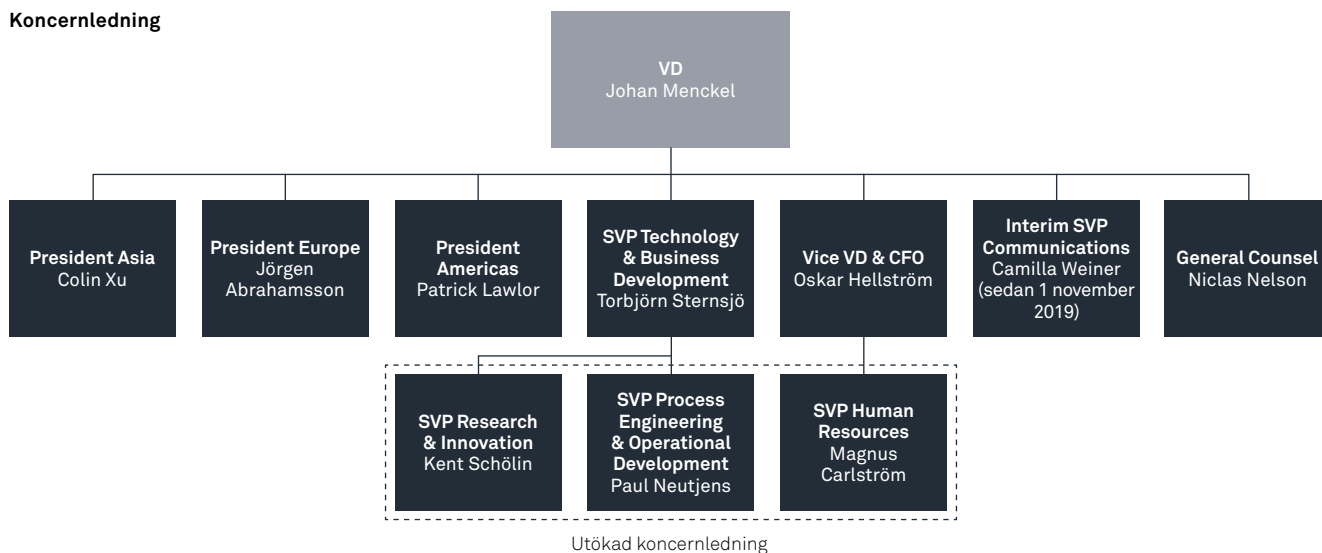 Koncernledning
VD
Johan Menckel
President Asia
Colin Xu
President Europe
Jörgen
Abrahamsson
President
Americas
Patrick Lawlor
SVP Technology
& Business
Development
Torbjörn Sternsjö
Vice VD & CFO
Oskar Hellström
Interim SVP
Communications
Camilla Weiner
(sedan 1 november
2019)
General Counsel
Niclas Nelson
SVP Research
& Innovation
Kent Schölin
SVP Process
Engineering
& Operational
Development
Paul Neutjens
SVP Human
Resources
Magnus
Carlström
Utökad koncernledning